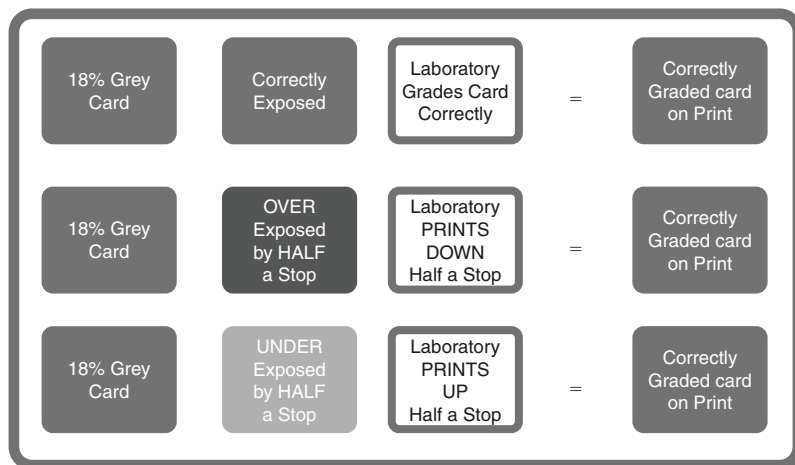 18% Grey
Card
Correctly
Exposed
Laboratory
Grades Card
Correctly
=
Correctly
Graded card
on Print
18% Grey
Card
OVER
Exposed
by HALF
a Stop
Laboratory
PRINTS
DOWN
Half a Stop
=
Correctly
Graded card
on Print
18% Grey
Card
UNDER
Exposed
by HALF
a Stop
Laboratory
PRINTS
UP
Half a Stop
=
Correctly
Graded card
on Print